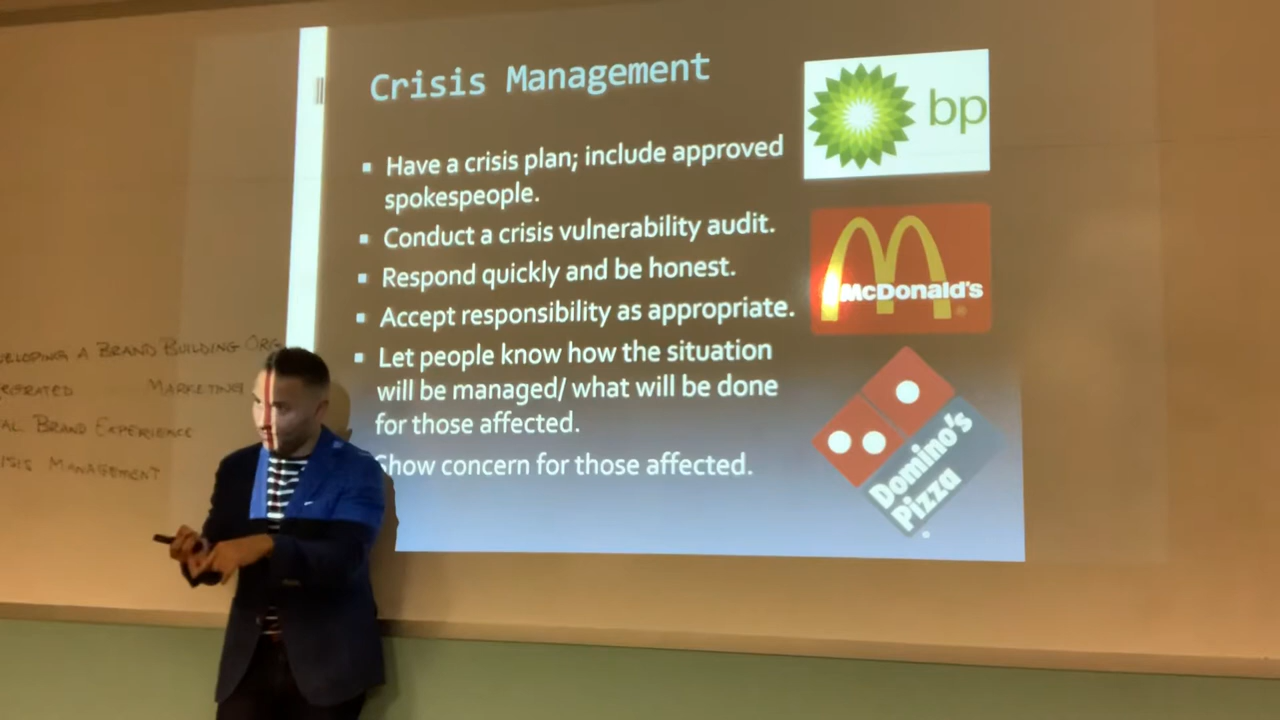 Crisis Management
Have a crisis plan; include approved
spokespeople.
Conduct a crisis vulnerability audit.
Respond quickly and be honest.
Accept responsibility as appropriate.
Let people know how the situation
will be managed/ what will be done
for those affected.
Show concern for those affected.
bp
McDonald's
Domino's
Pizza
A BRAND BUILDING
MARKETING
BRAND EXPERIENCE
MANAGEMENT